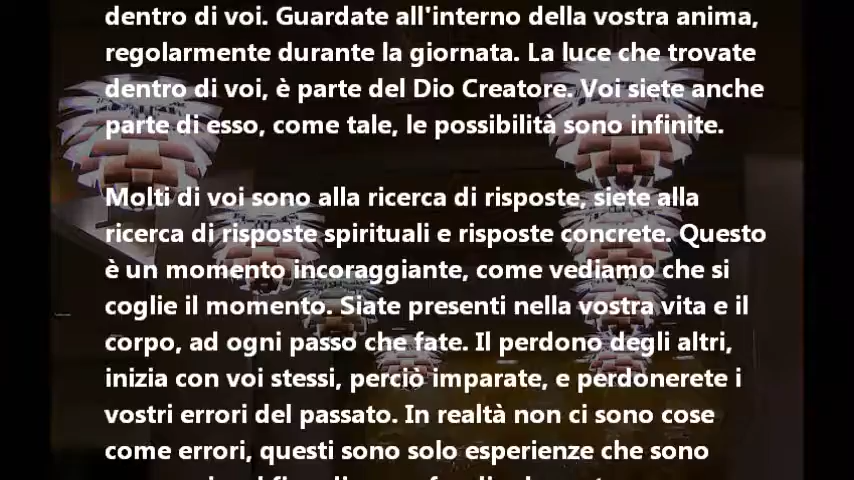 dentro di voi. Guardate all'interno della vostra anima,
regolarmente durante la giornata. La luce che trovate
dentro di voi, è parte del Dio Creatore. Voi siete anche
parte di esso, come tale, le possibilità sono infinite.
Molti di voi sono alla ricerca di risposte, siete alla
ricerca di risposte spirituali e risposte concrete. Questo
è un momento incoraggiante, come vediamo che si
coglie il momento. Siate presenti nella vostra vita e il
corpo, ad ogni passo che fate. Il perdono degli altri,
inizia con voi stessi, perciò imparate, e perdonerete i
vostri errori del passato. In realtà non ci sono cose
come errori, questi sono solo esperienze che sono